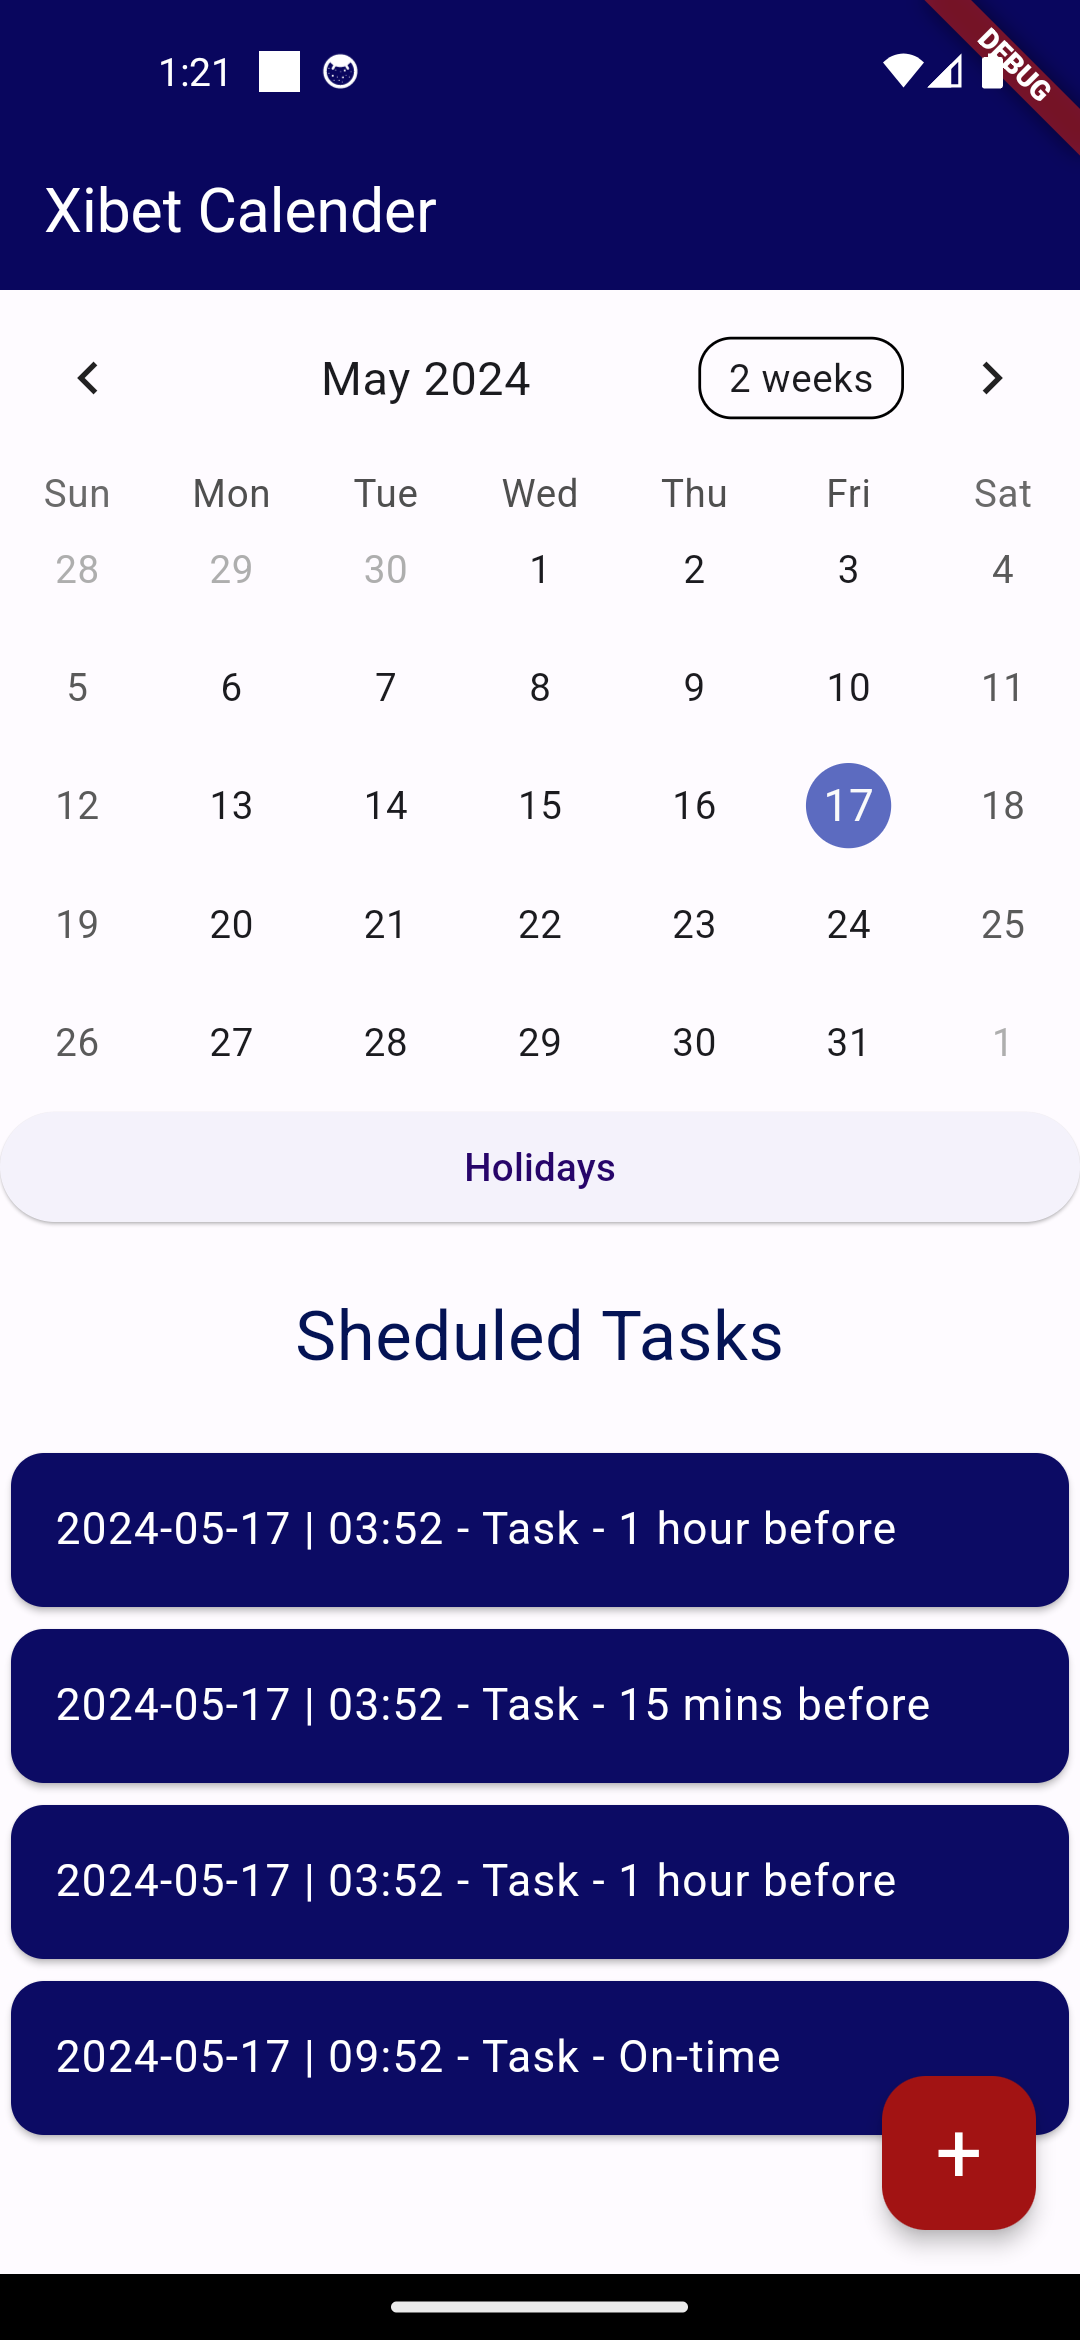 1:21
DEBUG
Xibet Calender
May 2024 2 weeks
Sun Mon Tue Wed Thu Fri Sat
28 29 30 1 2 3 4
5 6 7 8 9 10 11
12 13 14 15 16 17 18
19 20 21 22 23 24 25
26 27 28 29 30 31 1
Holidays
Sheduled Tasks
2024-05-17 | 03:52 - Task - 1 hour before
2024-05-17 | 03:52 - Task - 15 mins before
2024-05-17 | 03:52 - Task - 1 hour before
2024-05-17 | 09:52 - Task - On-time
+